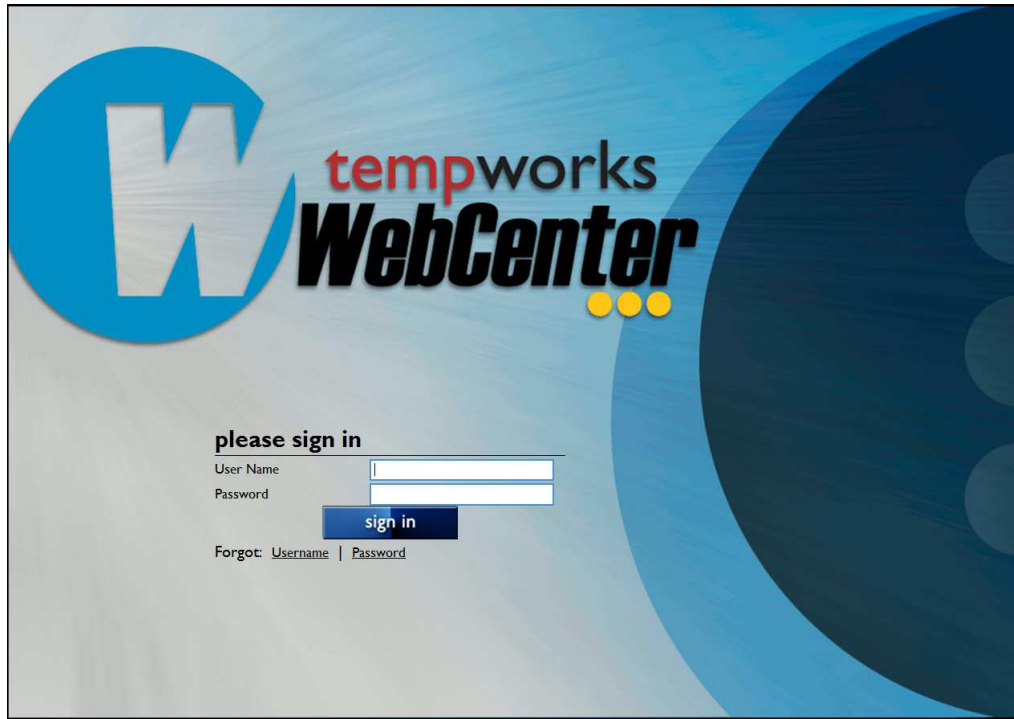 W
tempworks
WebCenter
please sign in
User Name
Password
sign in
Forgot: Username | Password